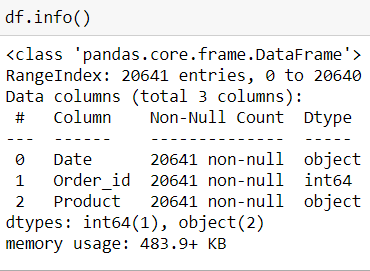 df.info()
<class 'pandas.core.frame.DataFrame'>
RangeIndex: 20641 entries, 0 to 20640
Data columns (total 3 columns):
 #   Column    Non-Null Count  Dtype
---  ------    --------------  -----
 0   Date      20641 non-null  object
 1   Order_id  20641 non-null  int64
 2   Product   20641 non-null  object
dtypes: int64(1), object(2)
memory usage: 483.9+ KB